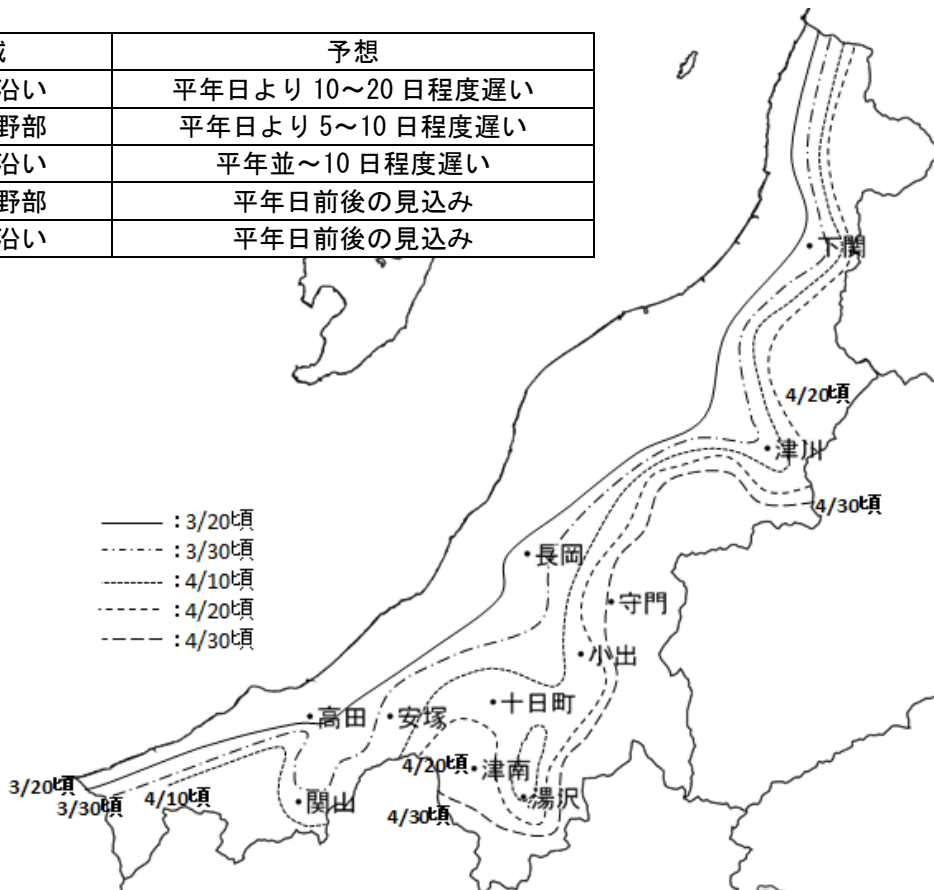 域 予想
沿い 平年日より 10～20 日程度遅い
野部 平年日より 5～10 日程度遅い
沿い 平年並～10 日程度遅い
野部 平年日前後の見込み
沿い 平年日前後の見込み
下関
4/20頃
津川
4/30頃
：3/20頃
：3/30頃
：4/10頃
：4/20頃
：4/30頃
長岡
守門
小出
十日町
高田
安塚
4/20頃
津南
湯沢
関山
3/20頃
3/30頃
4/10頃
4/30頃